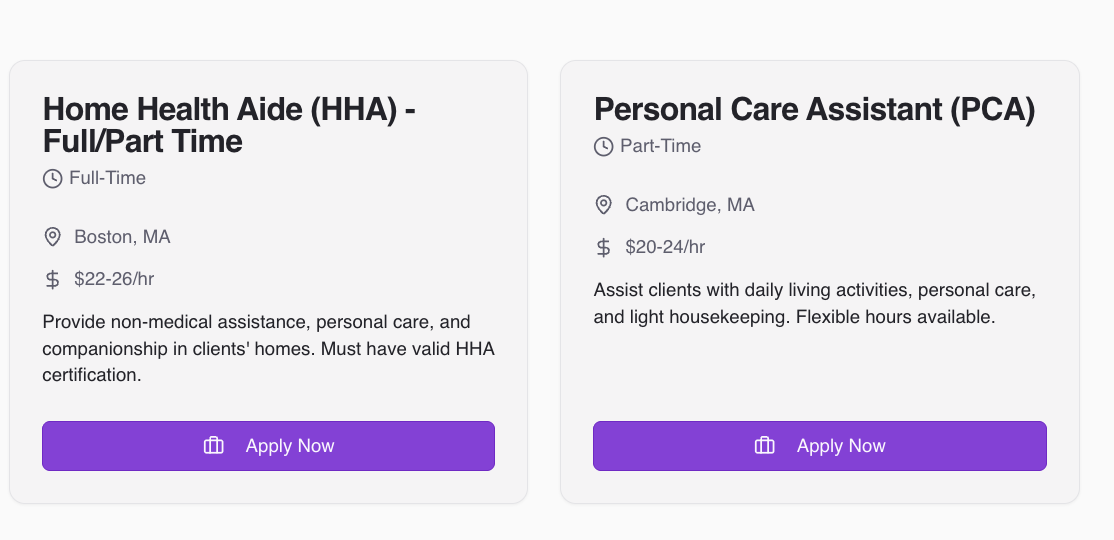 Home Health Aide (HHA) -
Full/Part Time
Full-Time
Boston, MA
$22-26/hr
Provide non-medical assistance, personal care, and
companionship in clients' homes. Must have valid HHA
certification.
Apply Now
Personal Care Assistant (PCA)
Part-Time
Cambridge, MA
$20-24/hr
Assist clients with daily living activities, personal care,
and light housekeeping. Flexible hours available.
Apply Now